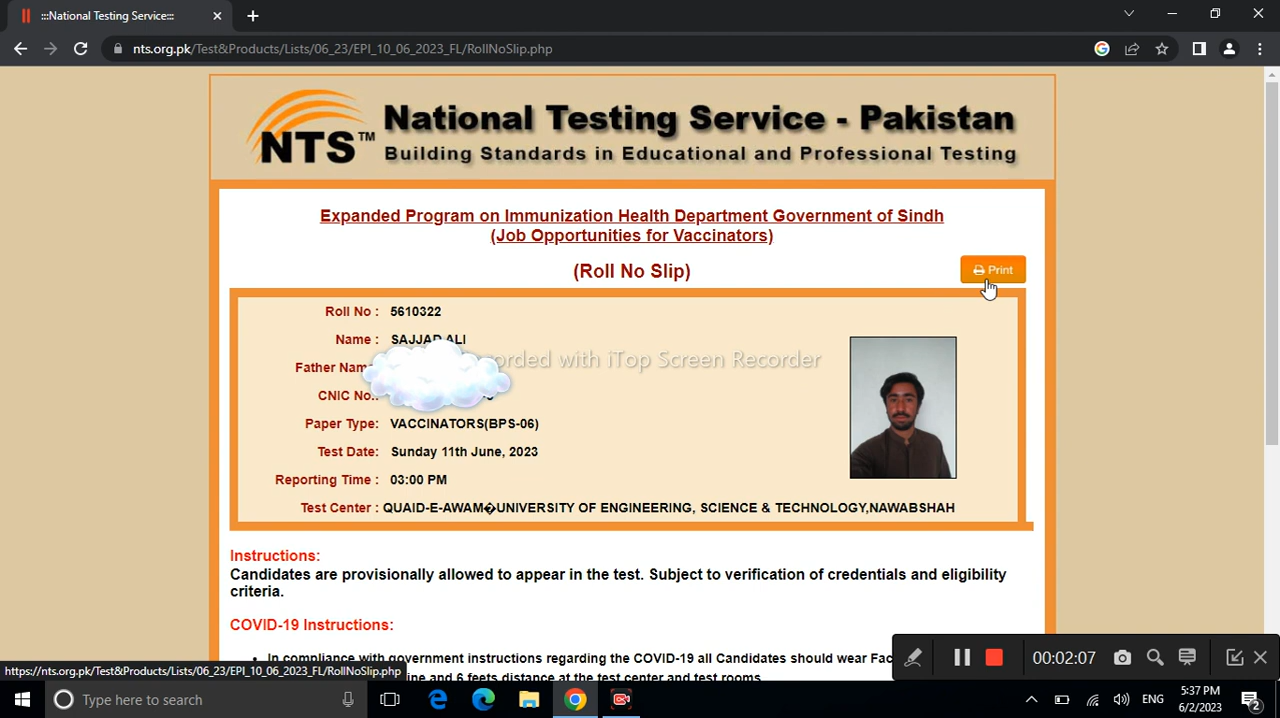 :::National Testing Service:::
nts.org.pk/Test&Products/Lists/06_23/EPI_10_06_2023_FL/RollNoSlip.php
NTS™
National Testing Service - Pakistan
Building Standards in Educational and Professional Testing
Expanded Program on Immunization Health Department Government of Sindh
(Job Opportunities for Vaccinators)
(Roll No Slip)
Print
Roll No : 5610322
Name : SAJJAD ALI
Recorded with iTop Screen Recorder
Father Name
CNIC No.:
Paper Type: VACCINATORS(BPS-06)
Test Date: Sunday 11th June, 2023
Reporting Time : 03:00 PM
Test Center : QUAID-E-AWAM�UNIVERSITY OF ENGINEERING, SCIENCE & TECHNOLOGY,NAWABSHAH
Instructions:
Candidates are provisionally allowed to appear in the test. Subject to verification of credentials and eligibility
criteria.
COVID-19 Instructions:
In compliance with government instructions regarding the COVID-19 all Candidates should wear
and 6 feets distance at the test center and test rooms.
https://nts.org.pk/Test&Products/Lists/06_23/EPI_10_06_2023_FL/RollNoSlip.php
00:02:07
Type here to search
ENG
5:37 PM
6/2/2023
2